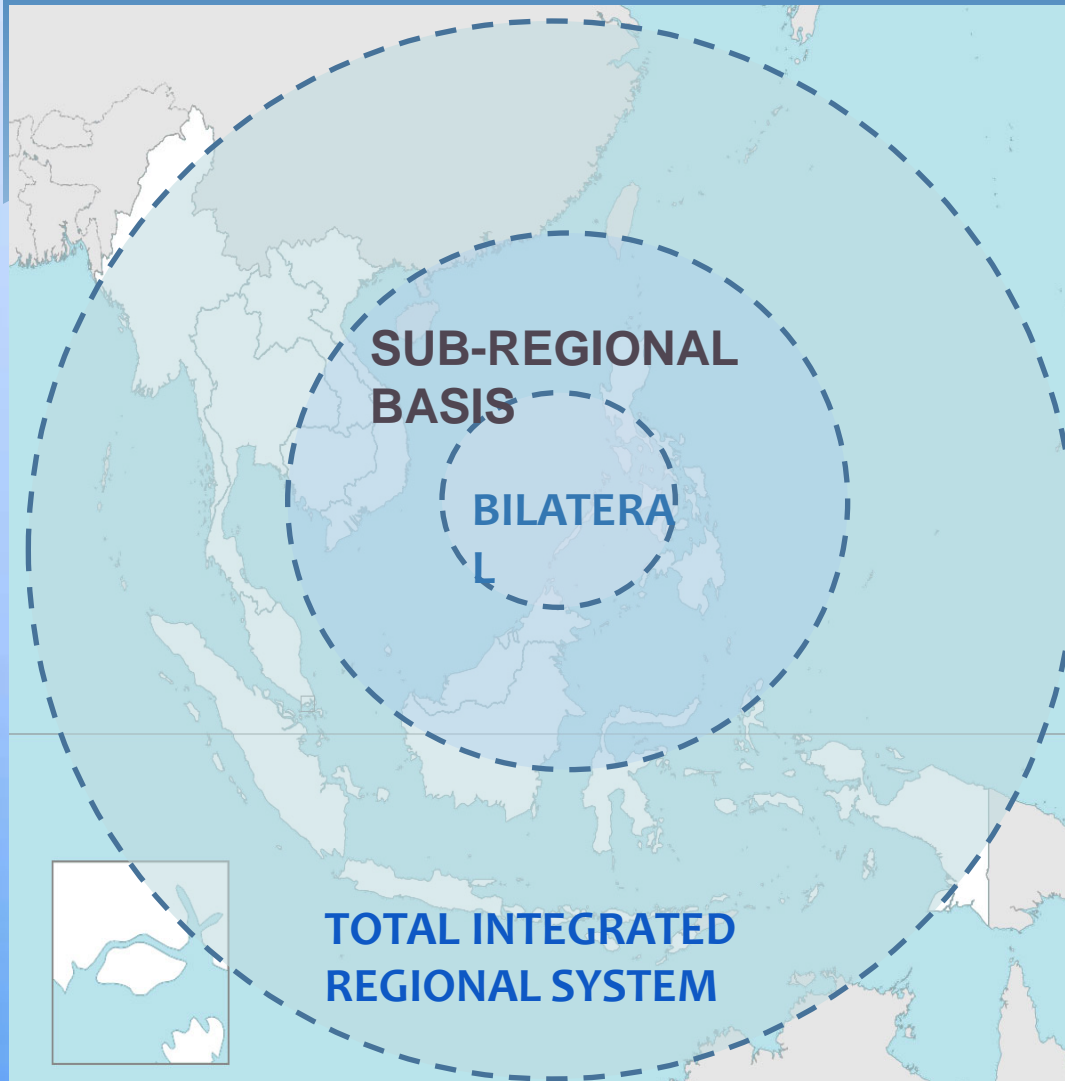 SUB-REGIONAL
BASIS
BILATERA
L
TOTAL INTEGRATED
REGIONAL SYSTEM